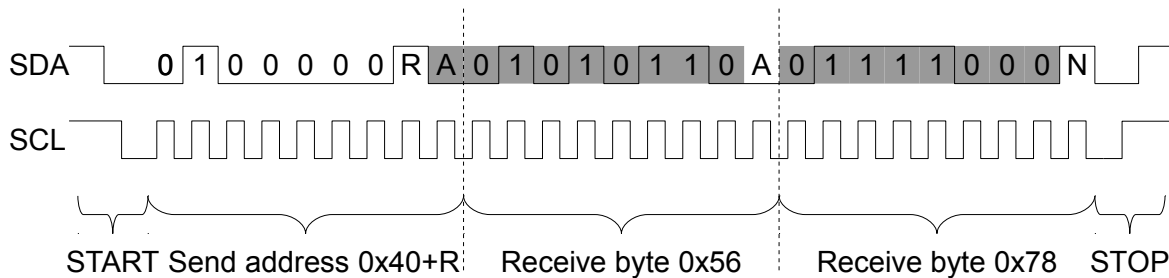 SDA 0 1 0 0 0 0 0 R A 0 1 0 1 0 1 1 0 A 0 1 1 1 1 0 0 0 N
SCL
START Send address 0x40+R Receive byte 0x56 Receive byte 0x78 STOP